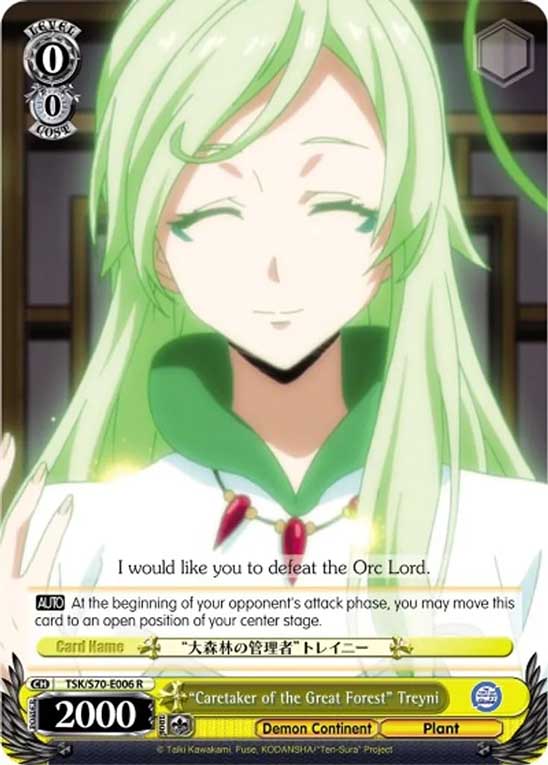 LEVEL
0
0
COST
I would like you to defeat the Orc Lord.
AUTO At the beginning of your opponent's attack phase, you may move this
card to an open position of your center stage.
Card Name "大森林の管理者"トレイニー
CH TSK/S70-E006 R
"Caretaker of the Great Forest" Treyni
POWER 2000 SOUL
Demon Continent Plant
© Taiki Kawakami, Fuse, KODANSHA/"Ten-Sura" Project